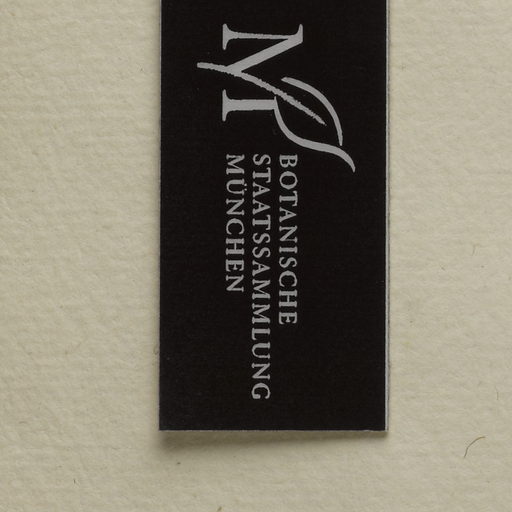 M
BOTANISCHE
STAATSSAMMLUNG
MÜNCHEN